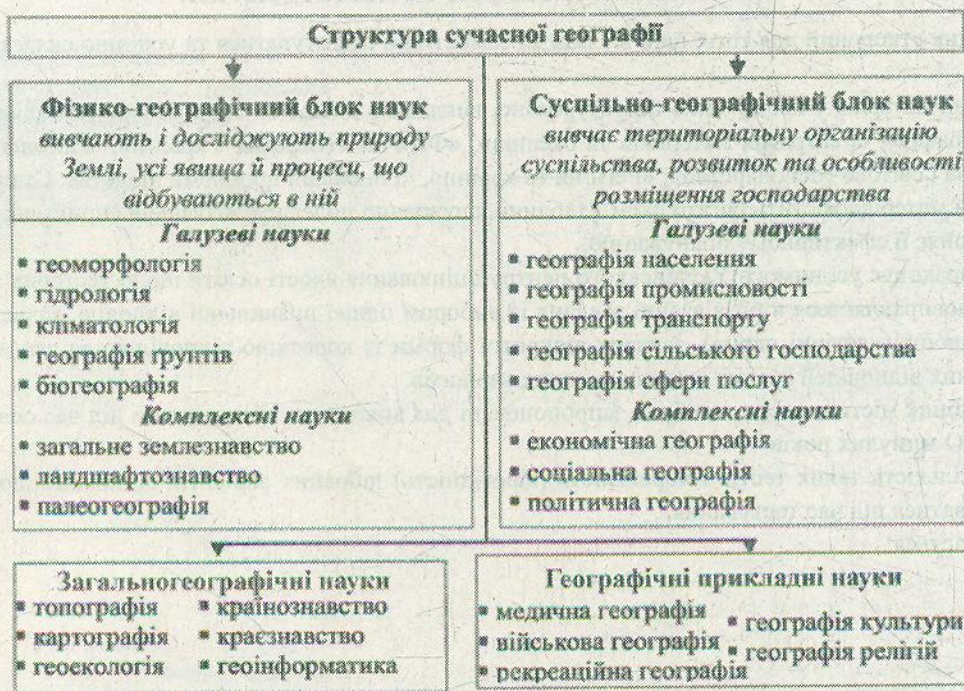 Структура сучасної географії
Фізико-географічний блок наук
вивчають і досліджують природу
Землі, усі явища й процеси, що
відбуваються в ній
Галузеві науки
▪ геоморфологія
▪ гідрологія
▪ кліматологія
▪ географія ґрунтів
▪ біогеографія
Комплексні науки
▪ загальне землезнавство
▪ ландшафтознавство
▪ палеогеографія
Суспільно-географічний блок наук
вивчає територіальну організацію
суспільства, розвиток та особливості
розміщення господарства
Галузеві науки
▪ географія населення
▪ географія промисловості
▪ географія транспорту
▪ географія сільського господарства
▪ географія сфери послуг
Комплексні науки
▪ економічна географія
▪ соціальна географія
▪ політична географія
Загальногеографічні науки
▪ топографія
▪ картографія
▪ геоекологія
▪ країнознавство
▪ краєзнавство
▪ геоінформатика
Географічні прикладні науки
▪ медична географія
▪ військова географія
▪ рекреаційна географія
▪ географія культури
▪ географія релігій